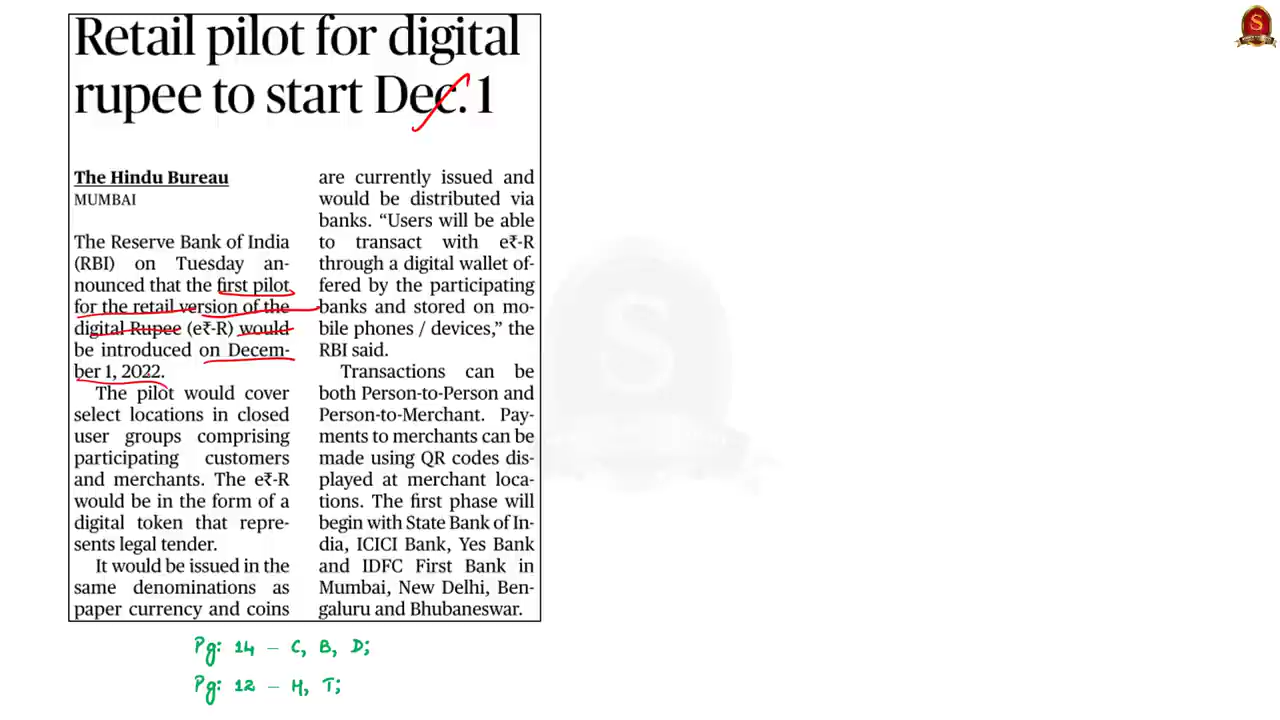 Retail pilot for digital
rupee to start Dec. 1
The Hindu Bureau
MUMBAI
The Reserve Bank of India
(RBI) on Tuesday an-
nounced that the first pilot
for the retail version of the
digital Rupee (e₹-R) would
be introduced on Decem-
ber 1, 2022.
The pilot would cover
select locations in closed
user groups comprising
participating customers
and merchants. The e₹-R
would be in the form of a
digital token that repre-
sents legal tender.
It would be issued in the
same denominations as
paper currency and coins
are currently issued and
would be distributed via
banks. “Users will be able
to transact with e₹-R
through a digital wallet of-
fered by the participating
banks and stored on mo-
bile phones / devices,” the
RBI said.
Transactions can be
both Person-to-Person and
Person-to-Merchant. Pay-
ments to merchants can be
made using QR codes dis-
played at merchant loca-
tions. The first phase will
begin with State Bank of In-
dia, ICICI Bank, Yes Bank
and IDFC First Bank in
Mumbai, New Delhi, Ben-
galuru and Bhubaneswar.
Pg: 14 – C, B, D;
Pg: 12 – H, T;
S
S